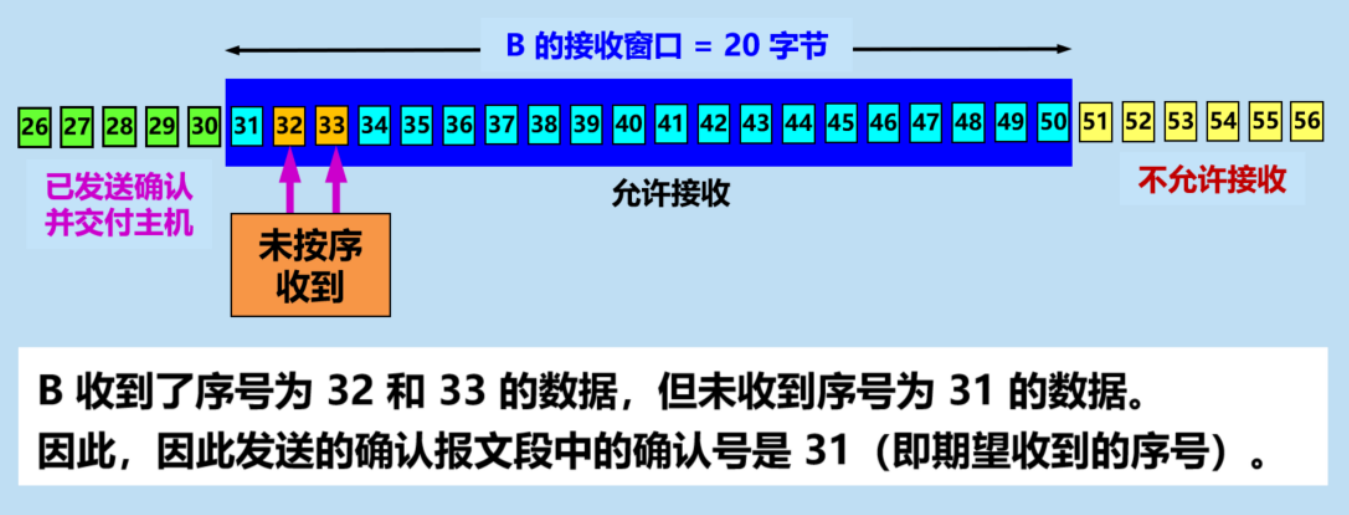 B 的接收窗口 = 20 字节
26 27 28 29 30 31 32 33 34 35 36 37 38 39 40 41 42 43 44 45 46 47 48 49 50 51 52 53 54 55 56
已发送确认
并交付主机
允许接收
不允许接收
未按序
收到
B 收到了序号为 32 和 33 的数据，但未收到序号为 31 的数据。
因此，因此发送的确认报文段中的确认号是 31（即期望收到的序号）。